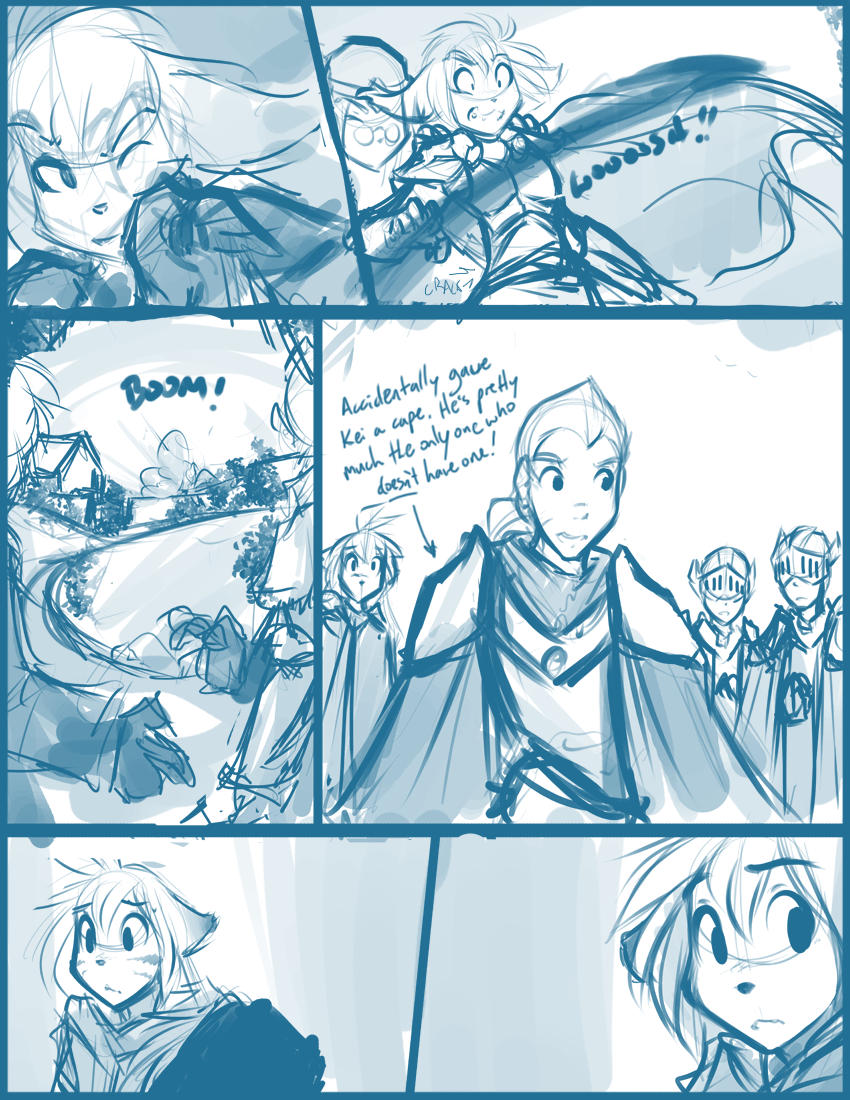 Woooosh!!
CRACK
BOOM!
Accidentally gave
Kei a cape. He's pretty
much the only one who
doesn't have one!